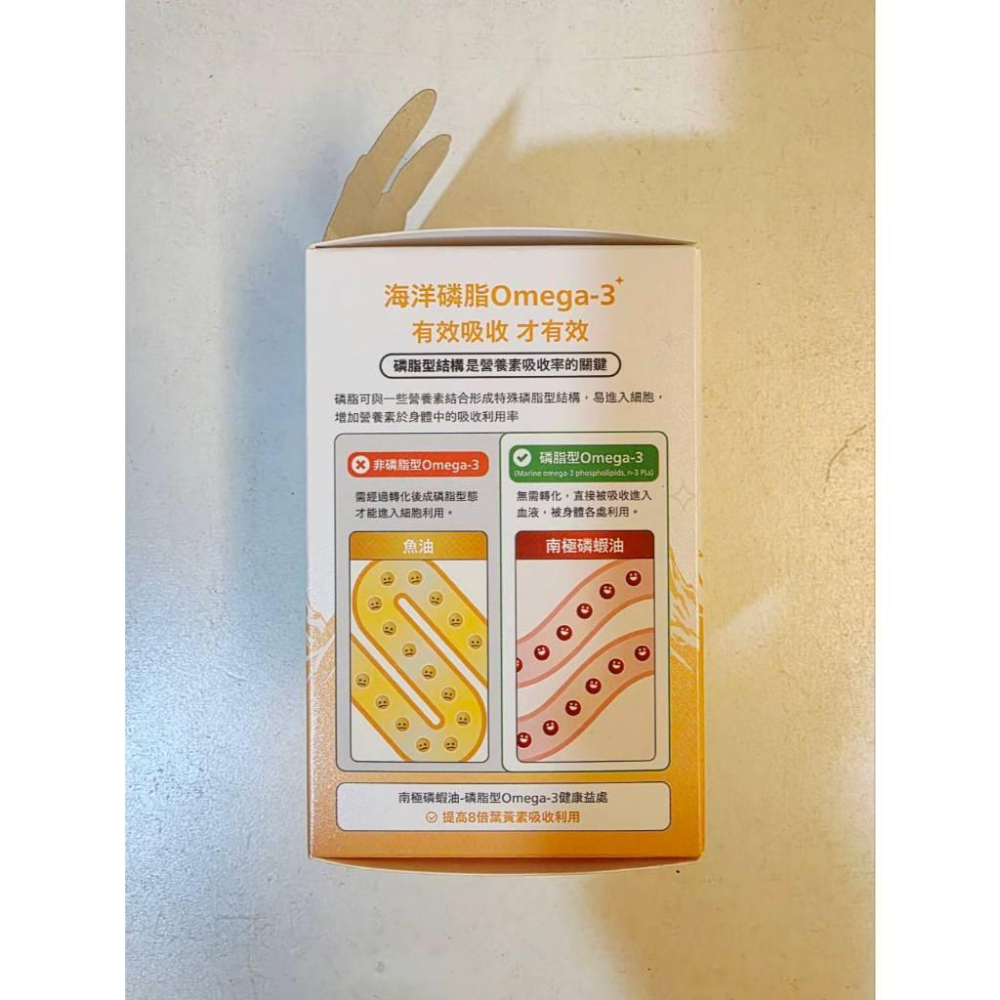 海洋磷脂Omega-3⁺
有效吸收 才有效
磷脂型結構是營養素吸收率的關鍵
磷脂可與一些營養素結合形成特殊磷脂型結構，易進入細胞，
增加營養素於身體中的吸收利用率
非磷脂型Omega-3
需經過轉化後成磷脂型態
才能進入細胞利用。
魚油
磷脂型Omega-3
(Marine omega-3 phospholipids, n-3 PLs)
無需轉化，直接被吸收進入
血液，被身體各處利用。
南極磷蝦油
南極磷蝦油-磷脂型Omega-3健康益處
提高8倍葉黃素吸收利用